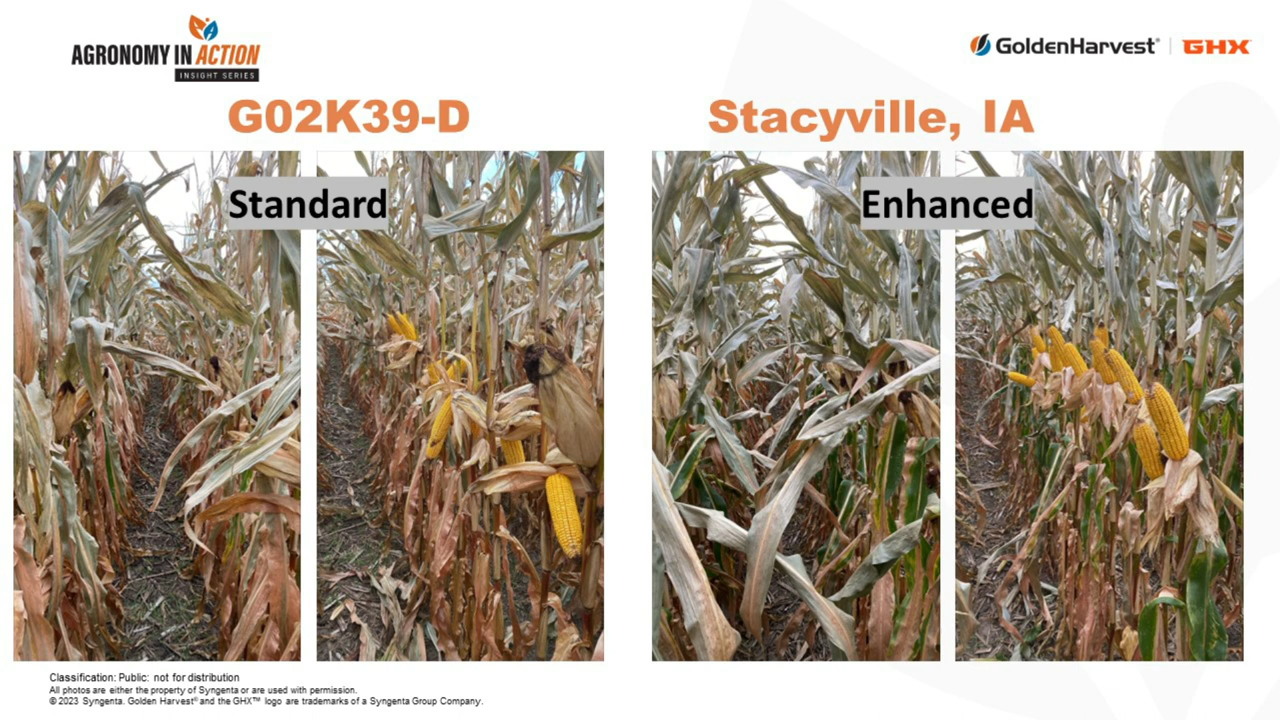 AGRONOMY IN ACTION
INSIGHT SERIES
GoldenHarvest® | GHX™
G02K39-D
Stacyville, IA
Standard
Enhanced
Classification: Public: not for distribution
All photos are either the property of Syngenta or are used with permission.
© 2023 Syngenta. Golden Harvest® and the GHX™ logo are trademarks of a Syngenta Group Company.